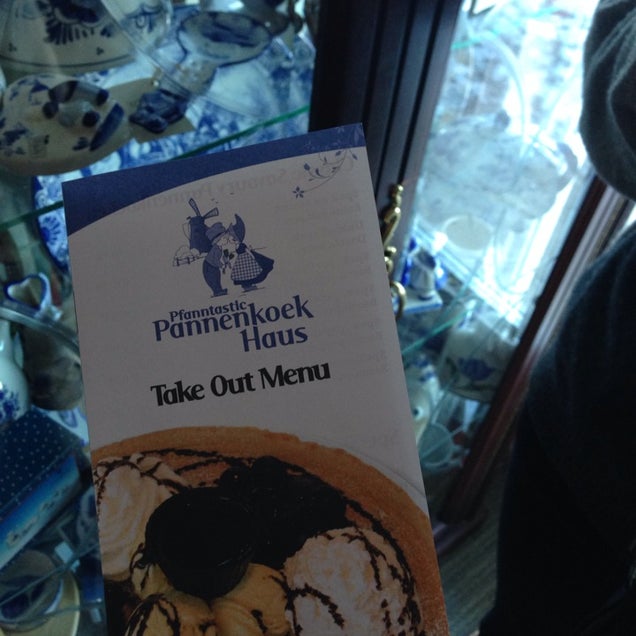 Pfanntastic
Pannenkoek
Haus
Take Out Menu